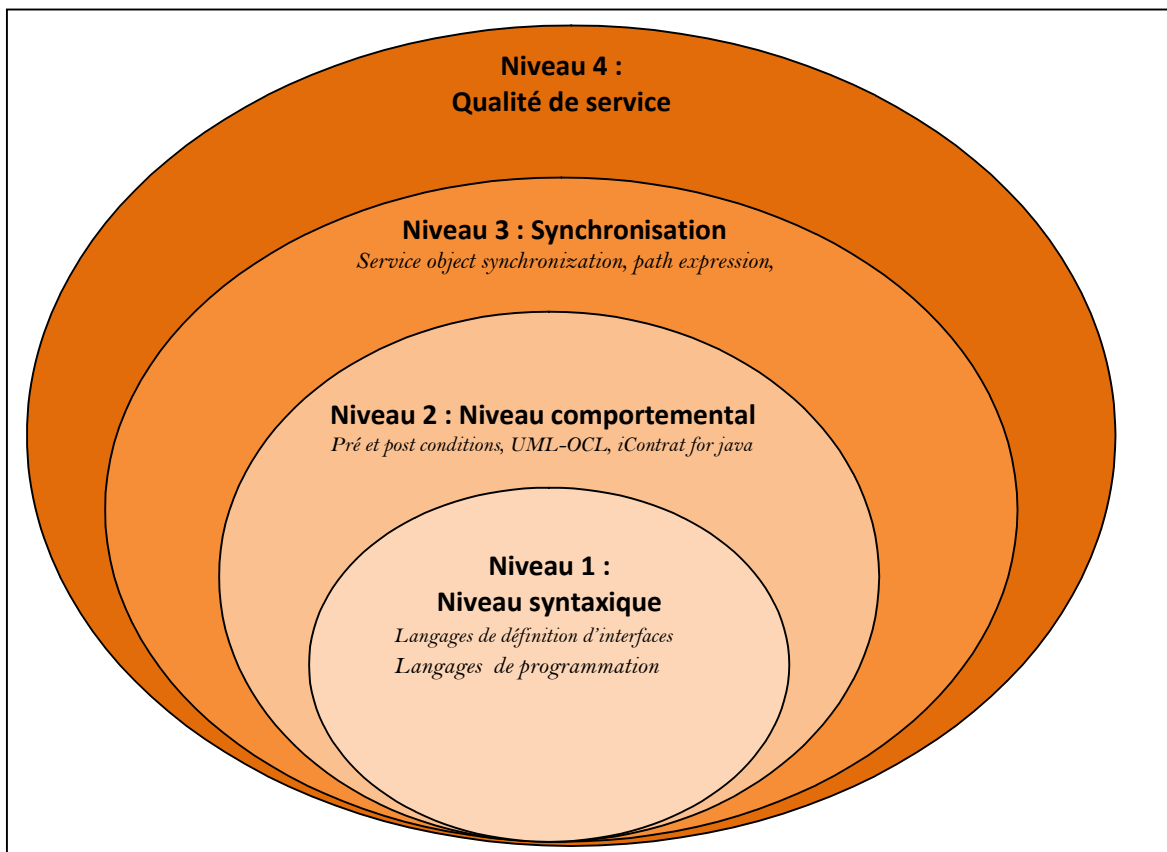 Niveau 4 :
Qualité de service
Niveau 3 : Synchronisation
Service object synchronization, path expression,
Niveau 2 : Niveau comportemental
Pré et post conditions, UML-OCL, iContrat for java
Niveau 1 :
Niveau syntaxique
Langages de définition d'interfaces
Langages de programmation